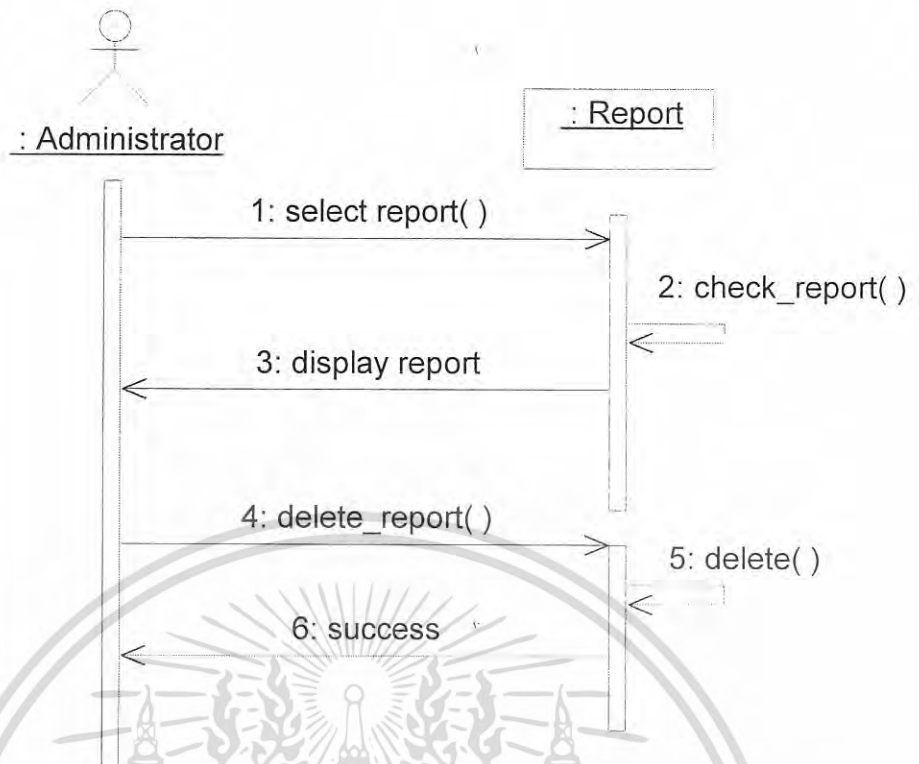 : Administrator
: Report
1: select report( )
2: check_report( )
3: display report
4: delete_report( )
5: delete( )
6: success